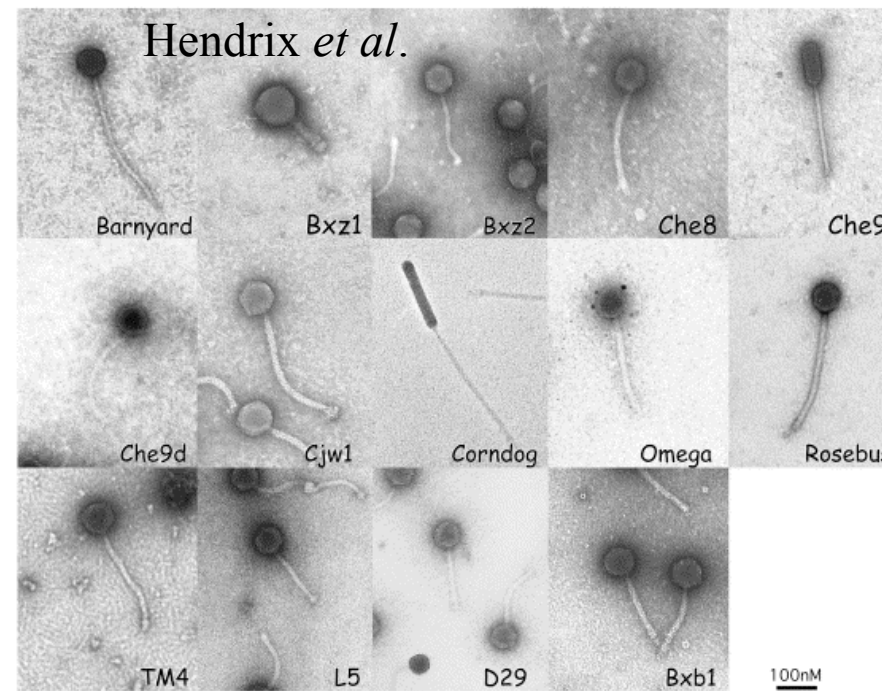 Hendrix et al.
Barnyard Bxz1 Bxz2 Che8 Che9
Che9d Cjw1 Corndog Omega Rosebus
TM4 L5 D29 Bxb1 100nM